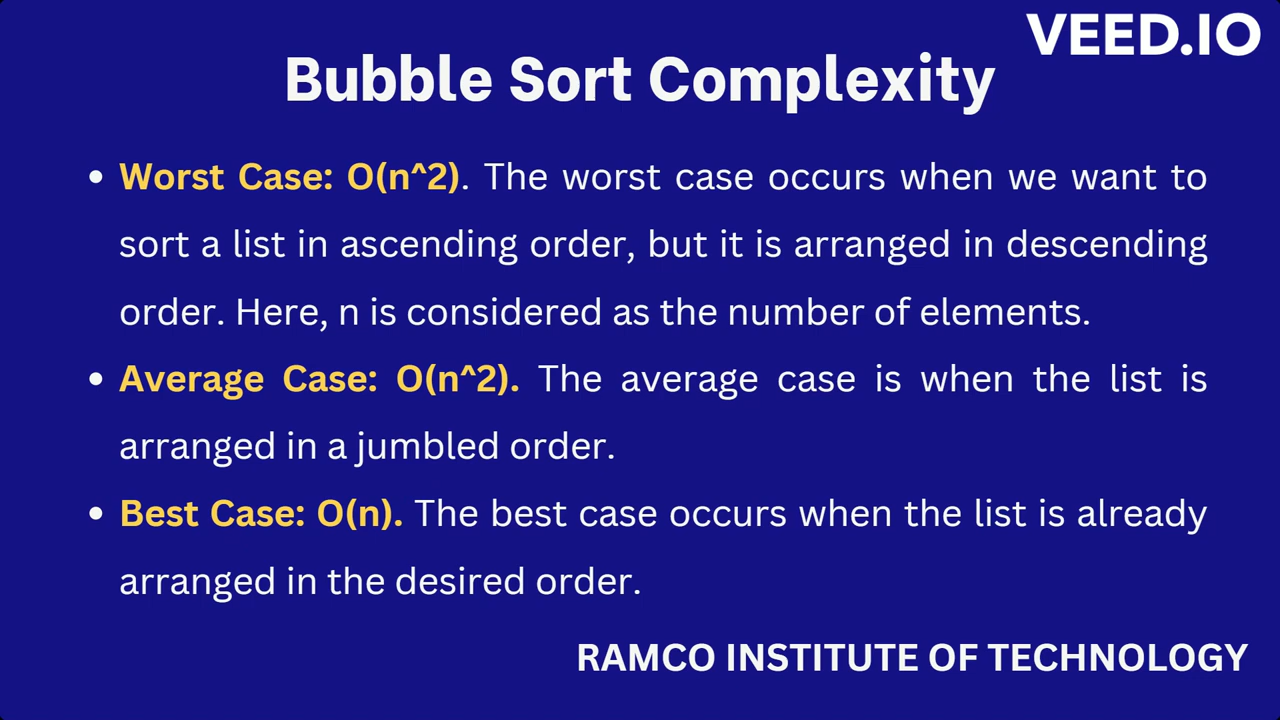 VEED.IO
Bubble Sort Complexity
• Worst Case: O(n^2). The worst case occurs when we want to
sort a list in ascending order, but it is arranged in descending
order. Here, n is considered as the number of elements.
• Average Case: O(n^2). The average case is when the list is
arranged in a jumbled order.
• Best Case: O(n). The best case occurs when the list is already
arranged in the desired order.
RAMCO INSTITUTE OF TECHNOLOGY